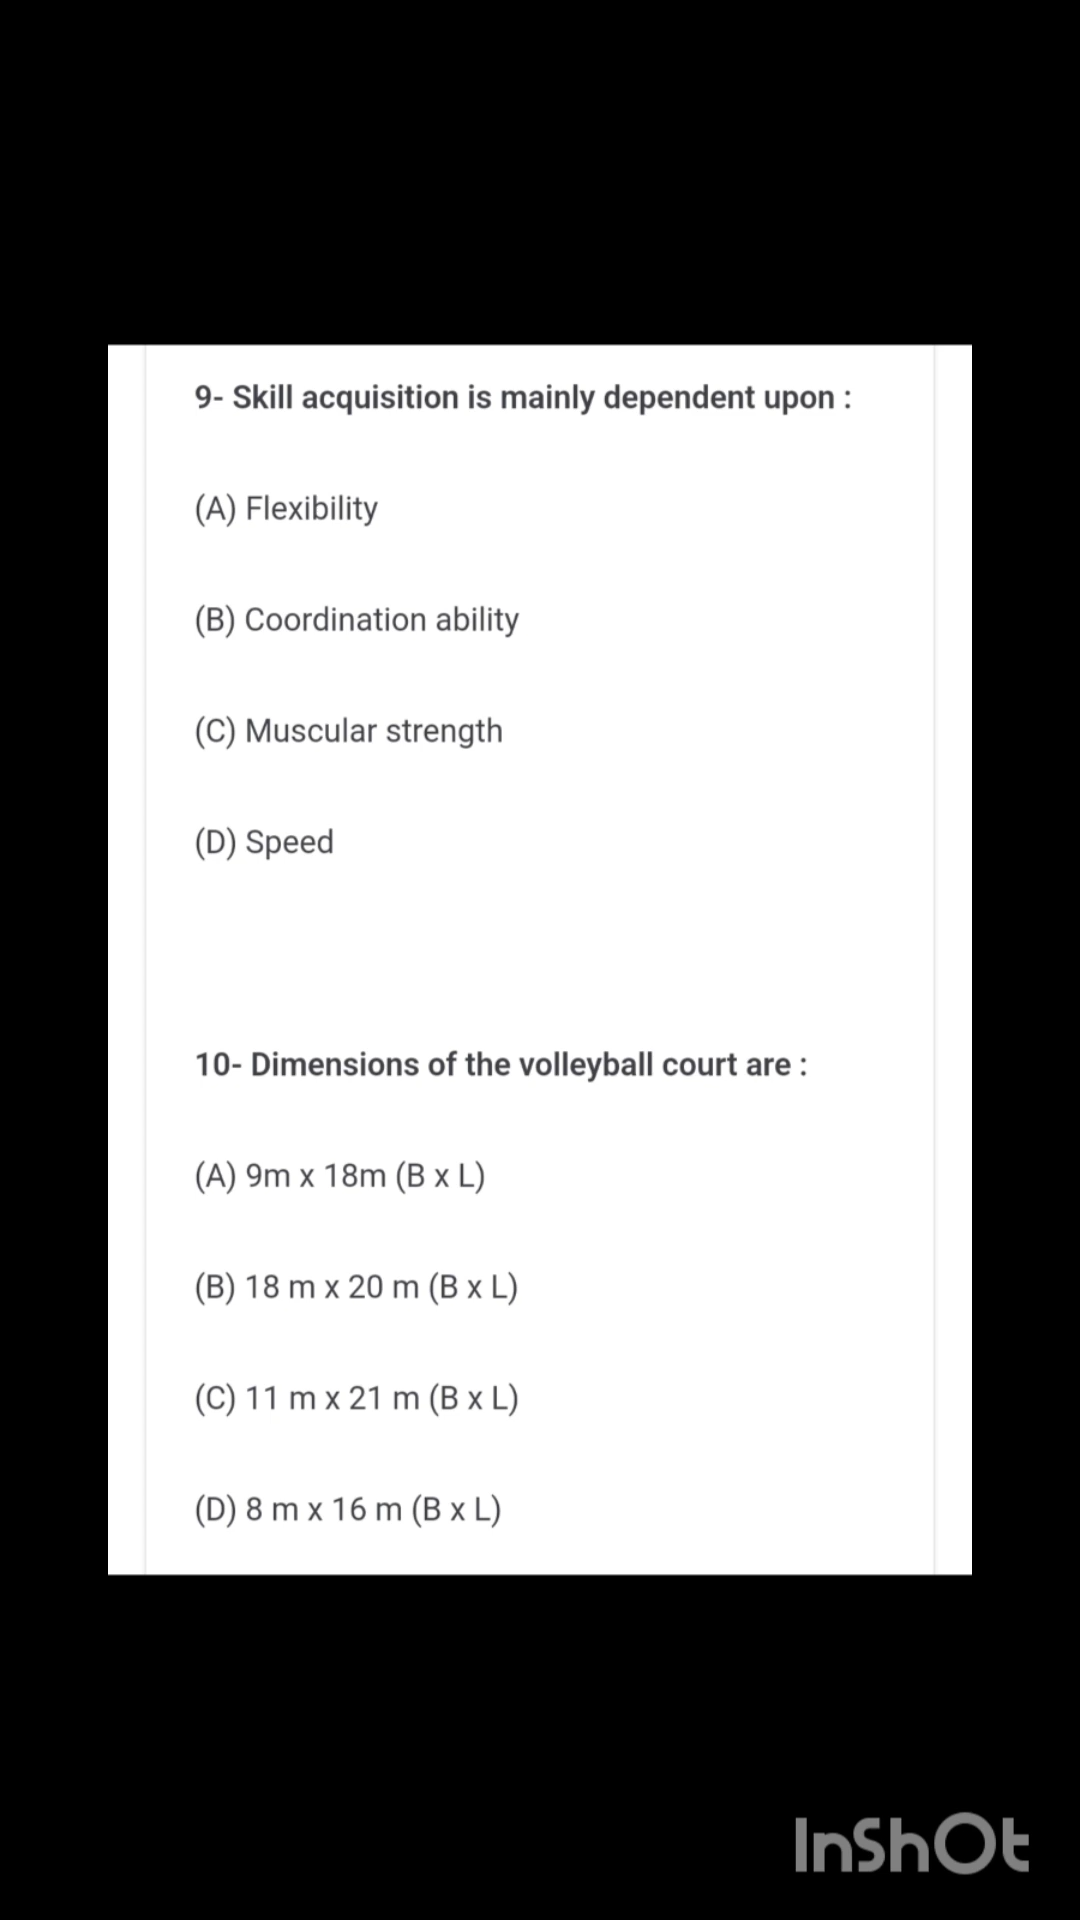 9- Skill acquisition is mainly dependent upon :
(A) Flexibility
(B) Coordination ability
(C) Muscular strength
(D) Speed
10- Dimensions of the volleyball court are :
(A) 9m x 18m (B x L)
(B) 18 m x 20 m (B x L)
(C) 11 m x 21 m (B x L)
(D) 8 m x 16 m (B x L)
InShOt